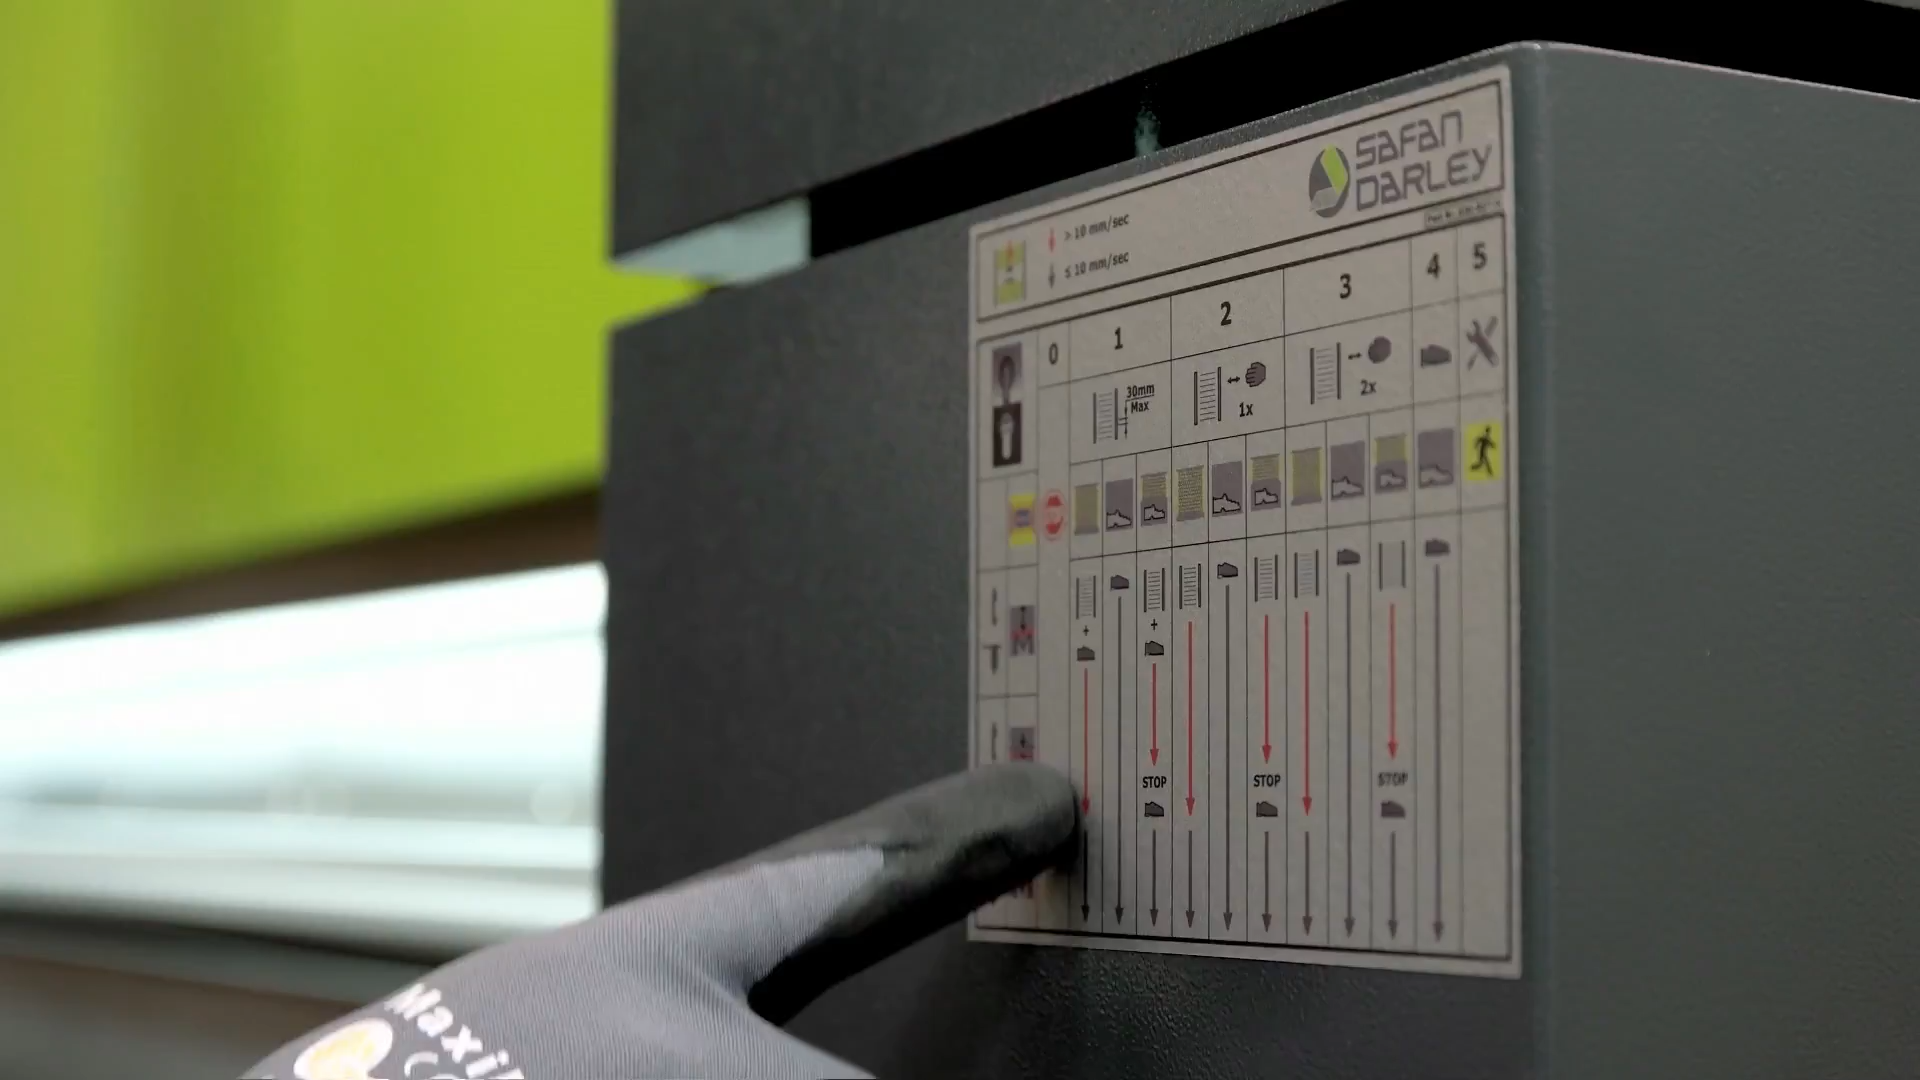 SAFAN
DARLEY
> 10 mm/sec
≤ 10 mm/sec
0 1 2 3 4 5
30mm
Max
1x
2x
+ +
STOP STOP STOP
M
M
Maxi